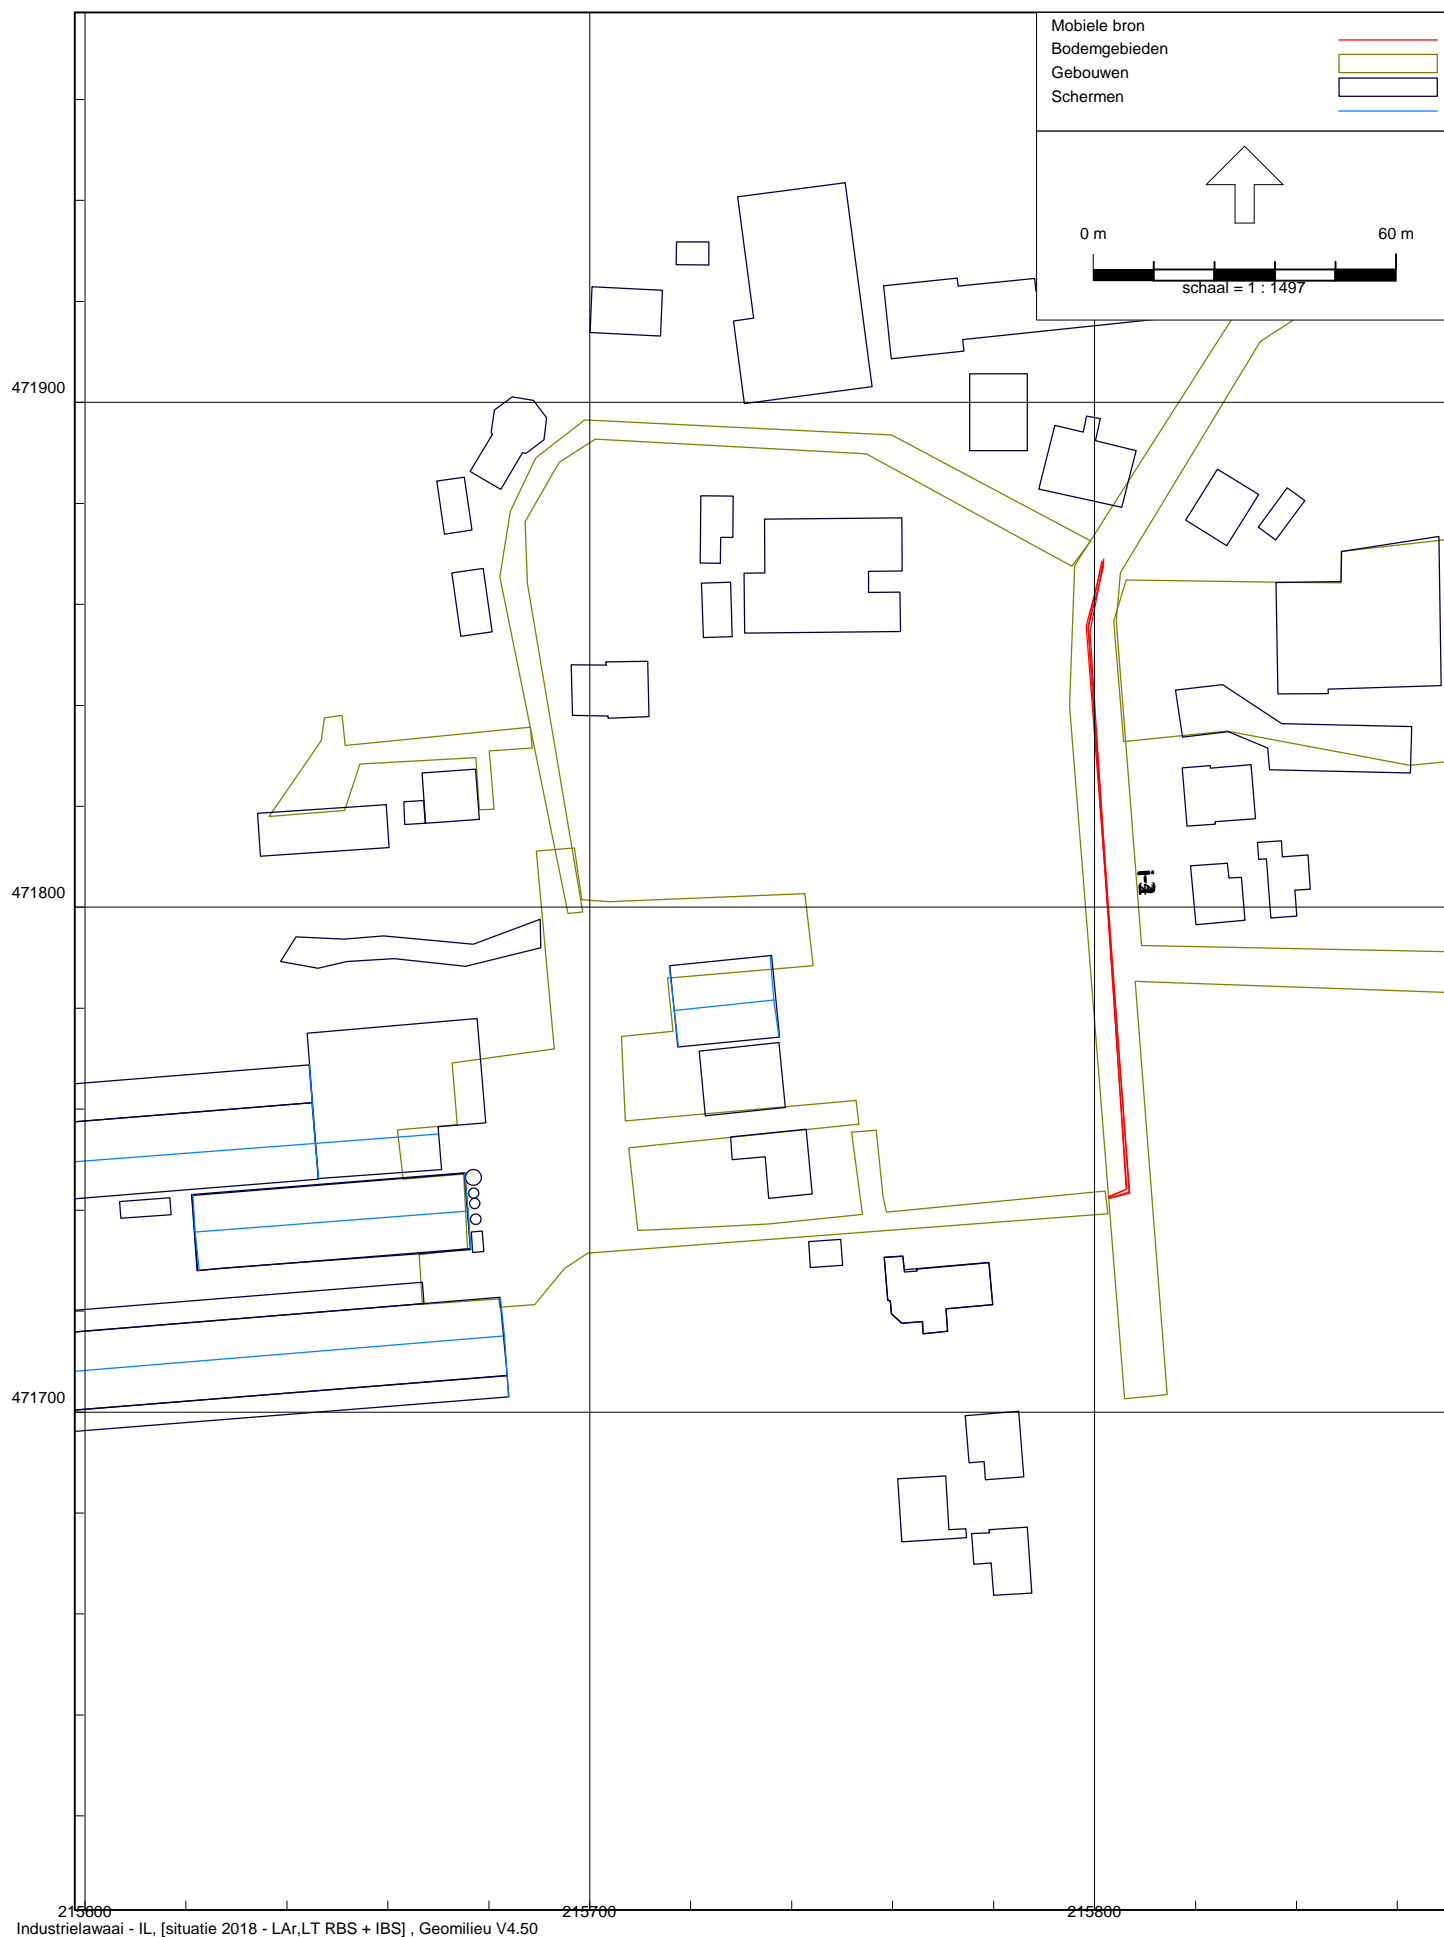 Mobiele bron
Bodemgebieden
Gebouwen
Schermen
0 m 60 m
schaal = 1 : 1497
471900
471800
471700
215600 215700 215800
Industrielawaai - IL, [situatie 2018 - LAr,LT RBS + IBS] , Geomilieu V4.50